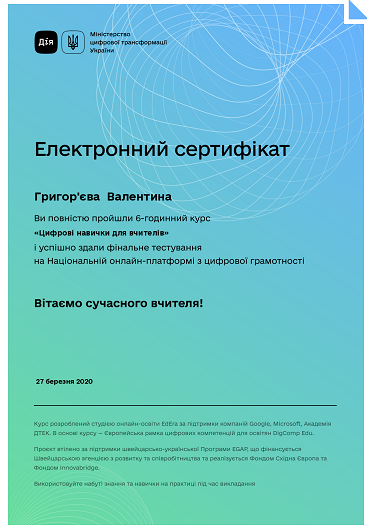 Дія
Міністерство
цифрової трансформації
України
Електронний сертифікат
Григор'єва Валентина
Ви повністю пройшли 6-годинний курс
«Цифрові навички для вчителів»
і успішно здали фінальне тестування
на Національній онлайн-платформі з цифрової грамотності
Вітаємо сучасного вчителя!
27 березня 2020
Курс розроблений студією онлайн-освіти EdEra за підтримки компаній Google, Microsoft, Академія
ДТЕК. В основі курсу — Європейська рамка цифрових компетенцій для освітян DigComp Edu.
Проєкт втілено за підтримки швейцарсько-української Програми EGAP, що фінансується
Швейцарською агенцією з розвитку та співробітництва та реалізується Фондом Східна Європа та
Фондом Innovabridge.
Використовуйте набуті знання та навички на практиці під час викладання